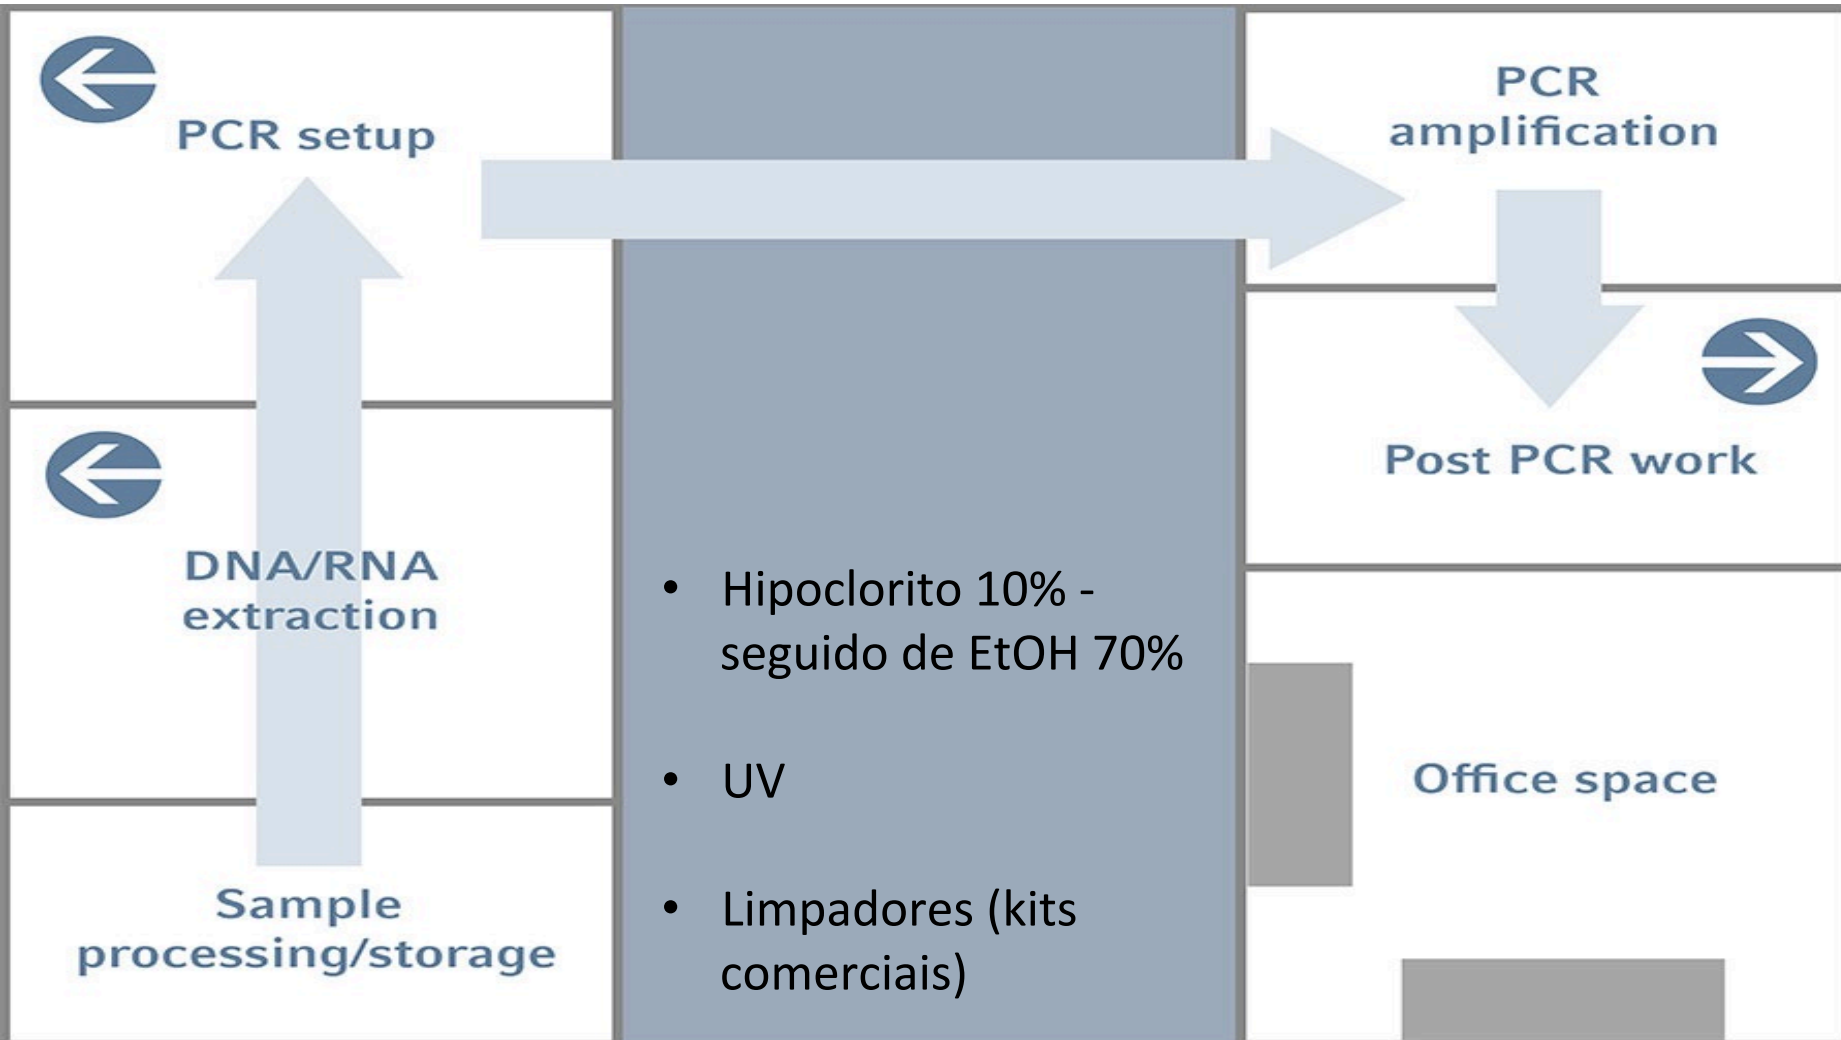 PCR setup
DNA/RNA
extraction
Sample
processing/storage
• Hipoclorito 10% -
seguido de EtOH 70%
• UV
• Limpadores (kits
comerciais)
PCR
amplification
Post PCR work
Office space